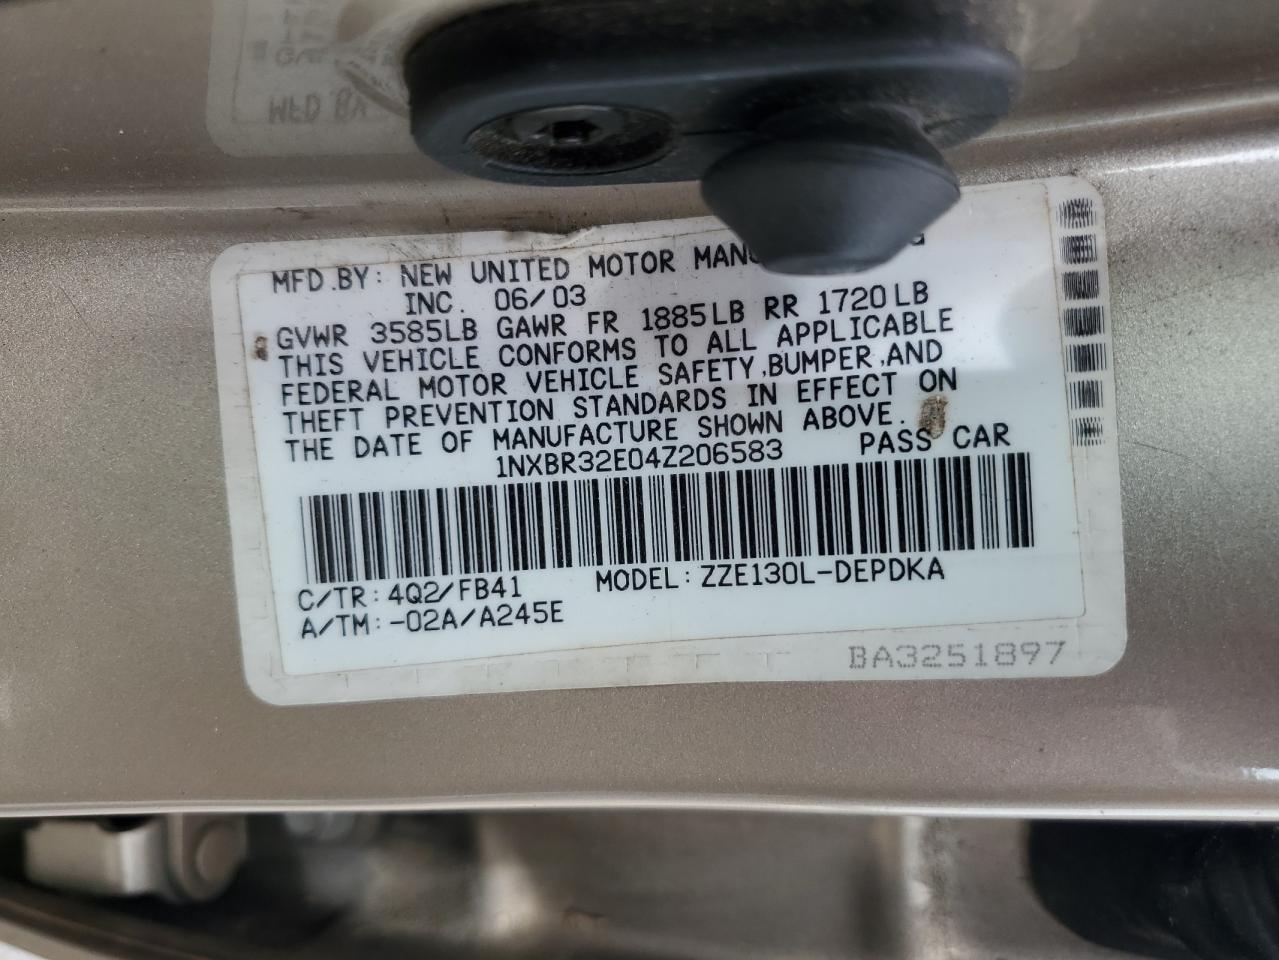 MFD BY
MFD.BY: NEW UNITED MOTOR
INC. 06/03
GVWR 3585LB GAWR FR 1885LB RR 1720LB
THIS VEHICLE CONFORMS TO ALL APPLICABLE
FEDERAL MOTOR VEHICLE SAFETY,BUMPER,AND
THEFT PREVENTION STANDARDS IN EFFECT ON
THE DATE OF MANUFACTURE SHOWN ABOVE.
1NXBR32E04Z206583 PASS CAR
C/TR: 4Q2/FB41 MODEL: ZZE130L-DEPDKA
A/TM: -02A/A245E
BA3251897